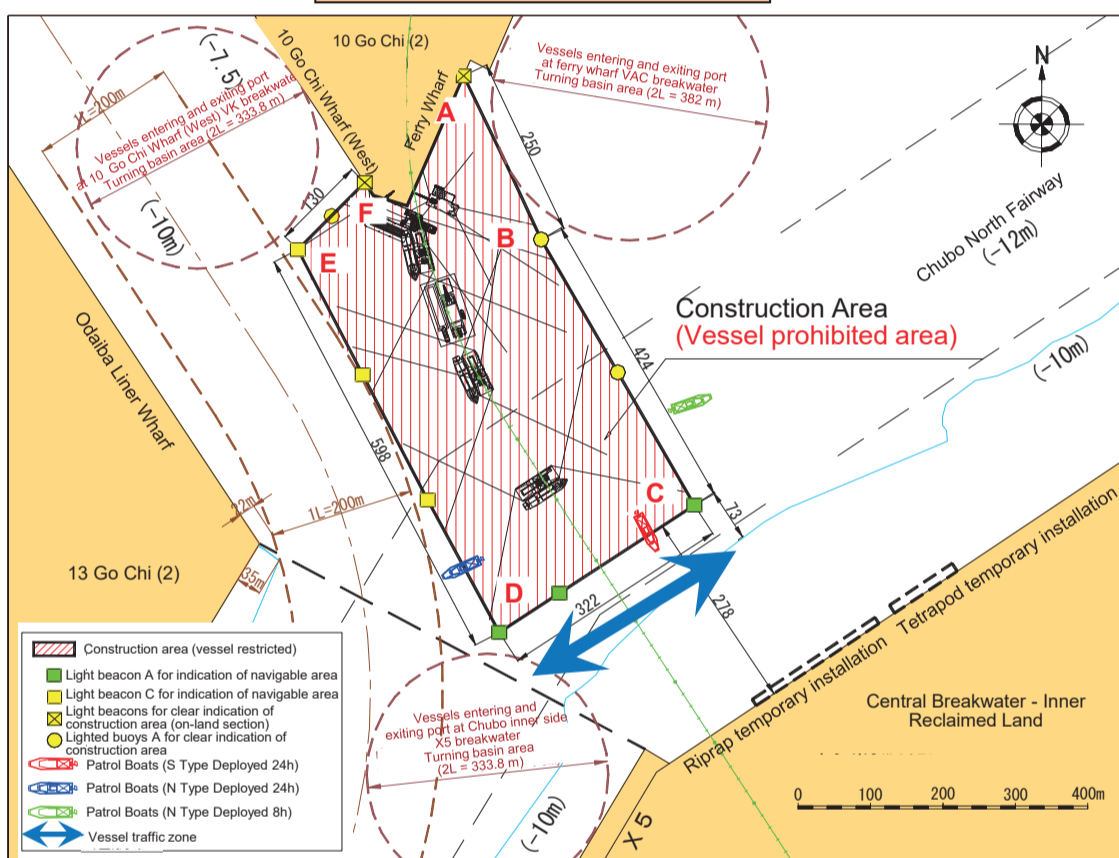 10 Go Chi (2)
10 Go Chi Wharf (West)
Ferry Wharf
(-7.5)
1L=200m
Vessels entering and exiting port
at 10 Go Chi Wharf (West) VK breakwater
Turning basin area (2L = 333.8 m)
(-10m)
Vessels entering and exiting port
at ferry wharf VAC breakwater
Turning basin area (2L = 382 m)
N
A
250
130
F
B
E
Chubo North Fairway
(-12m)
Construction Area
(Vessel prohibited area)
(-10m)
424
Odaiba Liner Wharf
598
22m
1L=200m
C
73
35m
13 Go Chi (2)
D
322
278
Tetrapod temporary installation
Riprap temporary installation
Central Breakwater - Inner
Reclaimed Land
Vessels entering and
exiting port at Chubo inner side
X5 breakwater
Turning basin area
(2L = 333.8 m)
(-10m)
X 5
0 100 200 300 400m
Construction area (vessel restricted)
Light beacon A for indication of navigable area
Light beacon C for indication of navigable area
Light beacons for clear indication of
construction area (on-land section)
Lighted buoys A for clear indication of
construction area
Patrol Boats (S Type Deployed 24h)
Patrol Boats (N Type Deployed 24h)
Patrol Boats (N Type Deployed 8h)
Vessel traffic zone